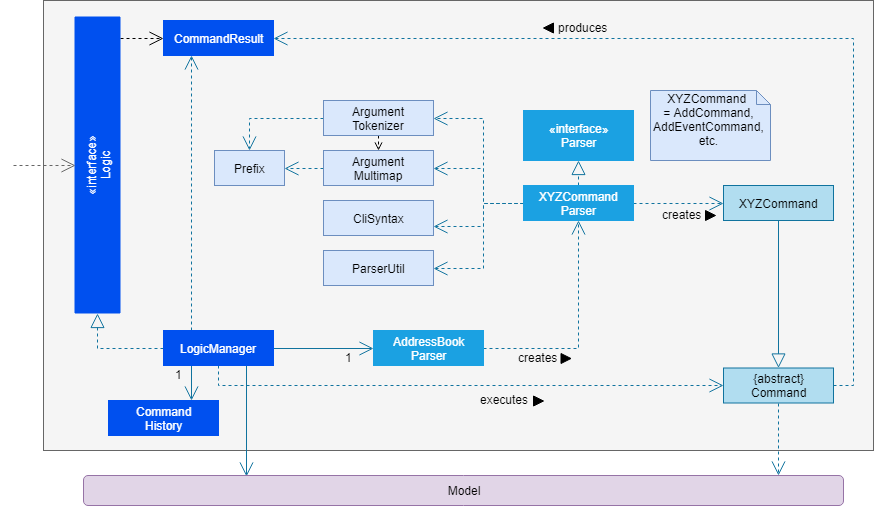 ◀ produces
CommandResult
«interface»
Logic
Argument
Tokenizer
Prefix
Argument
Multimap
CliSyntax
ParserUtil
«interface»
Parser
XYZCommand
= AddCommand,
AddEventCommand,
etc.
XYZCommand
Parser
creates ▶
XYZCommand
LogicManager
1
AddressBook
Parser
creates ▶
1
Command
History
executes ▶
{abstract}
Command
Model